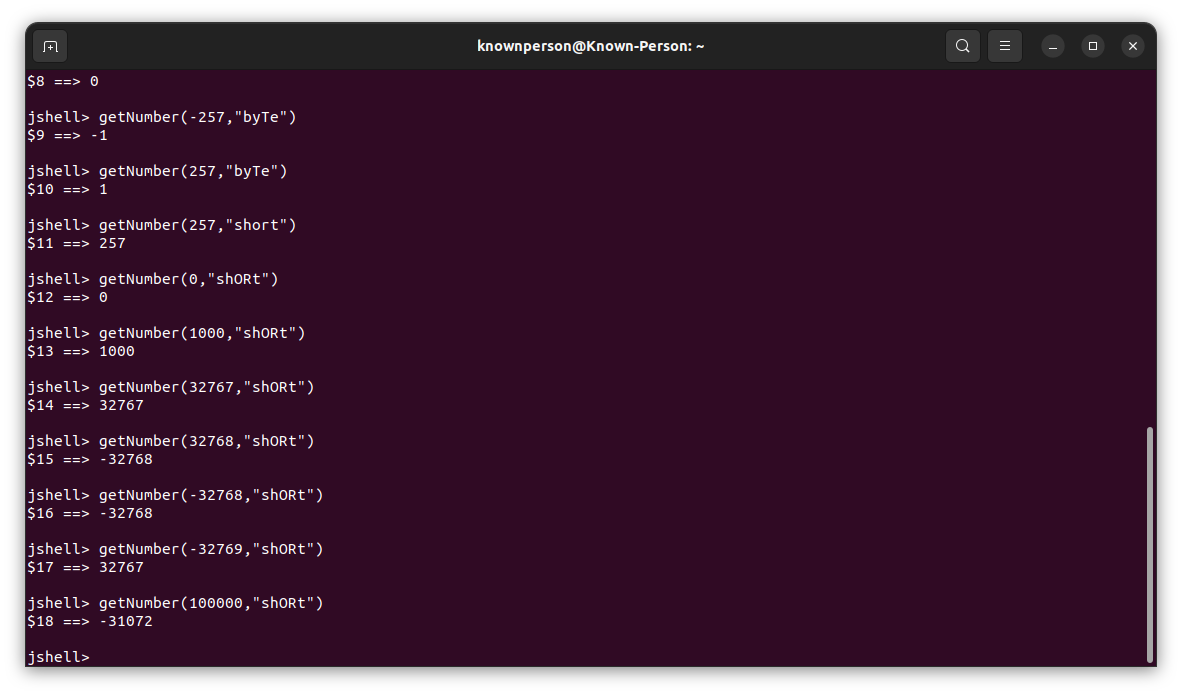 knownperson@Known-Person: ~
$8 ==> 0
jshell> getNumber(-257,"byTe")
$9 ==> -1
jshell> getNumber(257,"byTe")
$10 ==> 1
jshell> getNumber(257,"short")
$11 ==> 257
jshell> getNumber(0,"shORt")
$12 ==> 0
jshell> getNumber(1000,"shORt")
$13 ==> 1000
jshell> getNumber(32767,"shORt")
$14 ==> 32767
jshell> getNumber(32768,"shORt")
$15 ==> -32768
jshell> getNumber(-32768,"shORt")
$16 ==> -32768
jshell> getNumber(-32769,"shORt")
$17 ==> 32767
jshell> getNumber(100000,"shORt")
$18 ==> -31072
jshell>